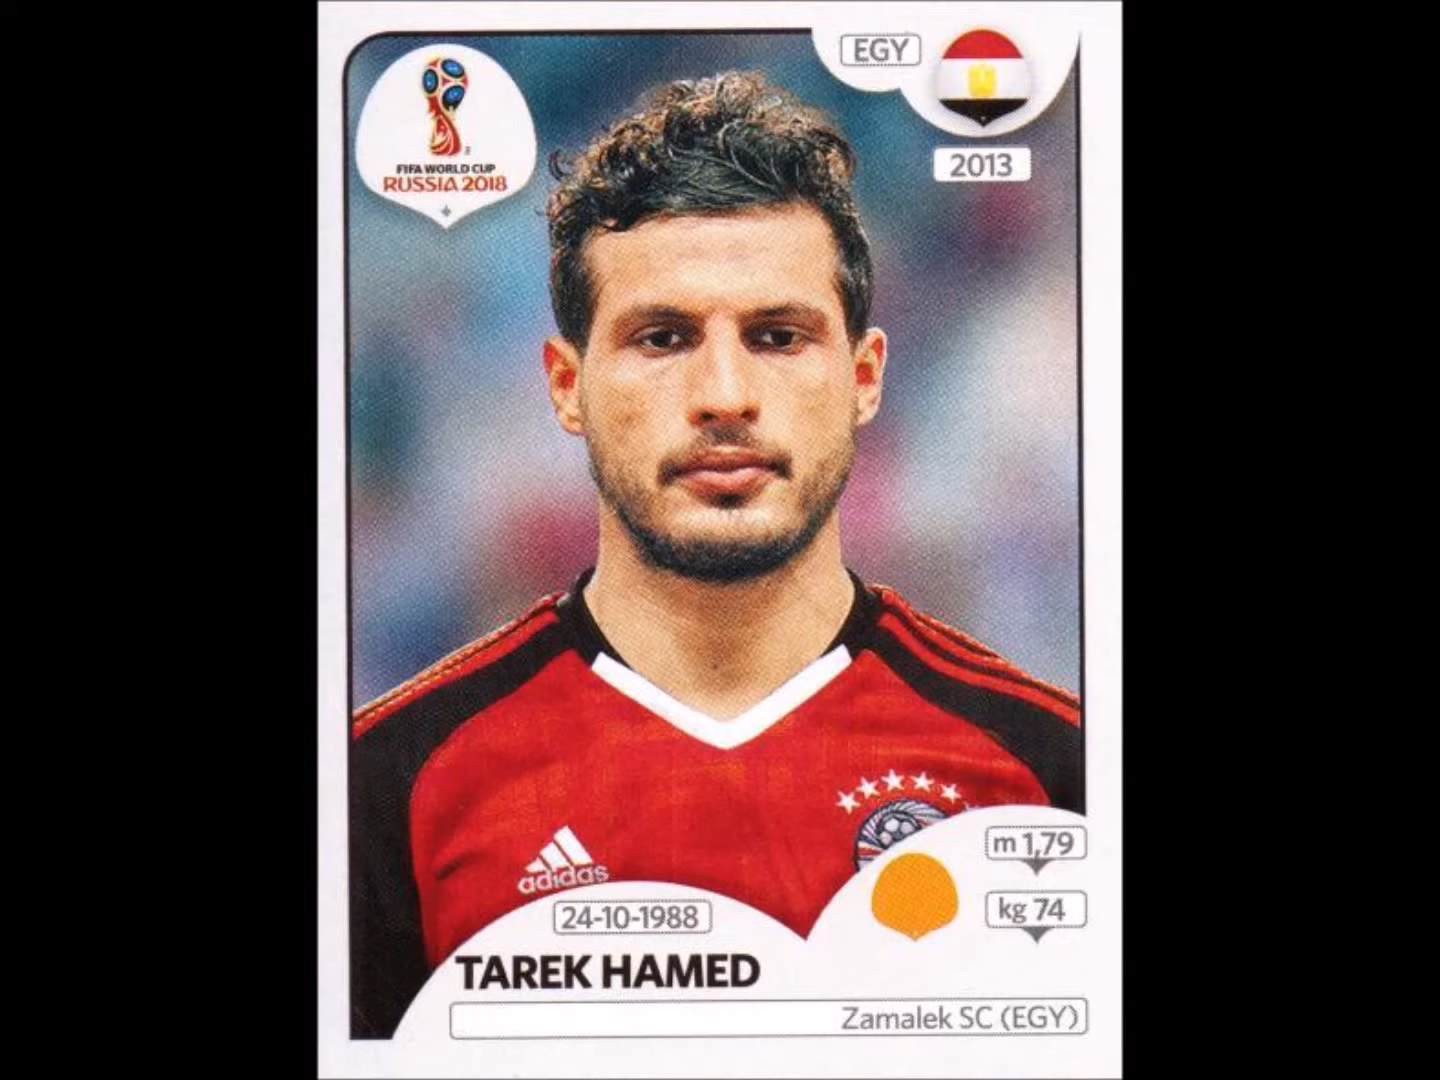 EGY
FIFA WORLD CUP
RUSSIA 2018
2013
adidas
m 1,79
kg 74
24-10-1988
TAREK HAMED
Zamalek SC (EGY)